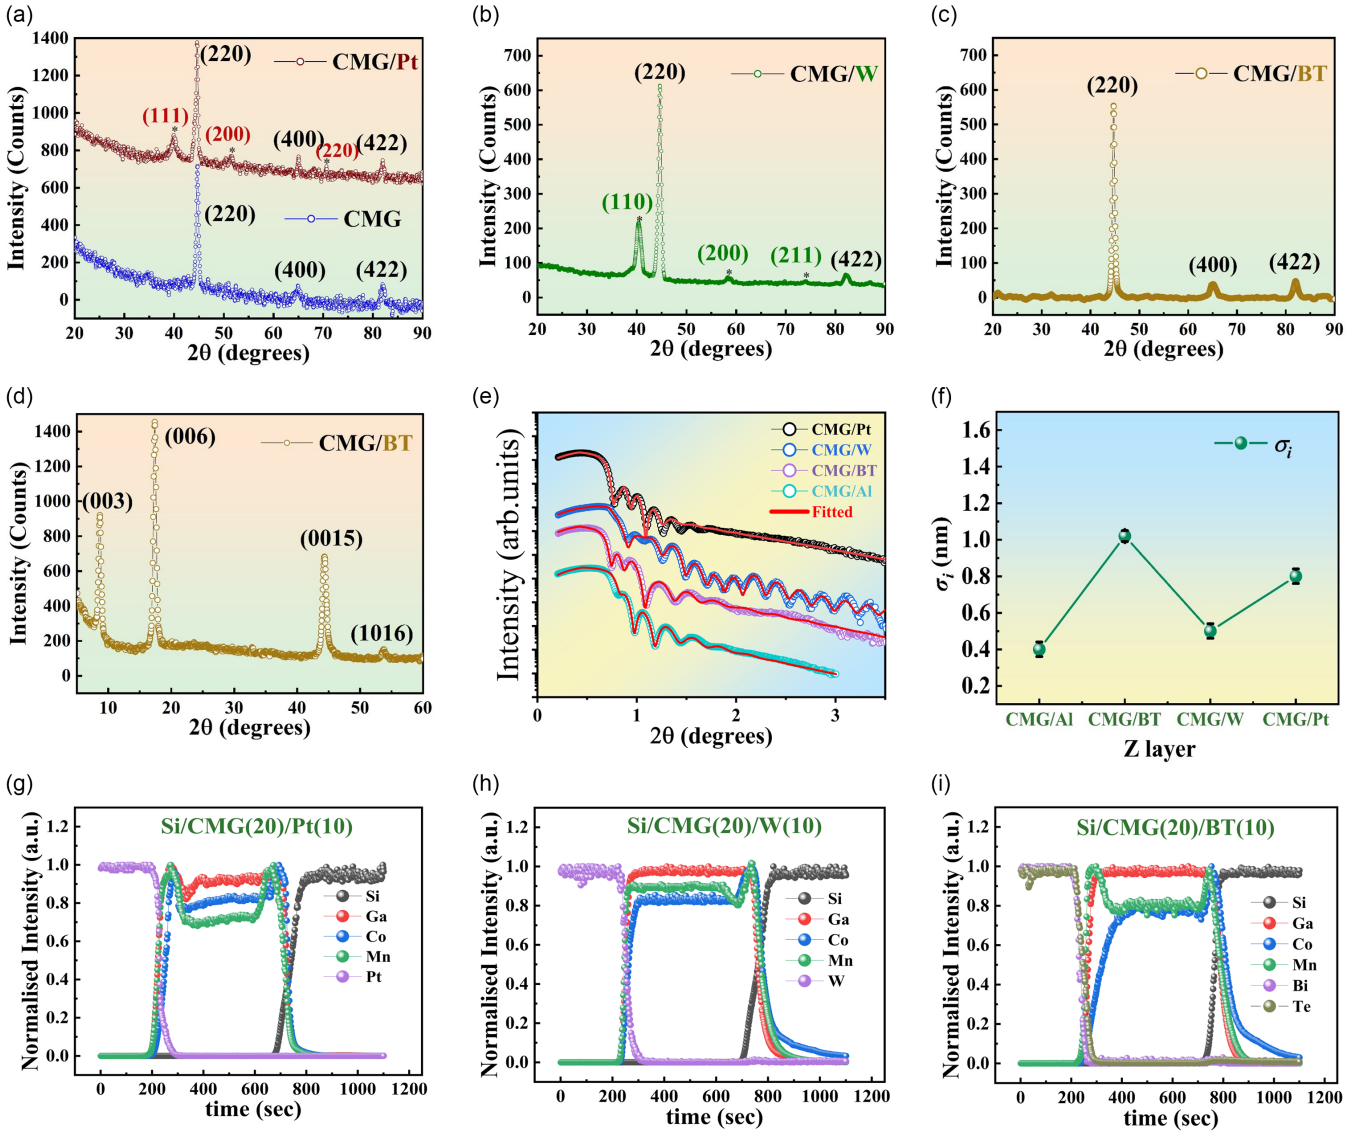 (a)
1400
1200
1000
800
600
400
200
0
Intensity (Counts)
(220)
CMG/Pt
(111)
*
(200)
*
(400)
(220)
*
(422)
(220)
CMG
(400)
(422)
20 30 40 50 60 70 80 90
2θ (degrees)
(b)
700
600
500
400
300
200
100
0
Intensity (Counts)
(220)
CMG/W
(110)
*
(200)
*
(211)
*
(422)
20 30 40 50 60 70 80 90
2θ (degrees)
(c)
700
600
500
400
300
200
100
0
Intensity (Counts)
(220)
CMG/BT
(400)
(422)
20 30 40 50 60 70 80 90
2θ (degrees)
(d)
1400
1200
1000
800
600
400
200
0
Intensity (Counts)
(006)
CMG/BT
(003)
(0015)
(1016)
10 20 30 40 50 60
2θ (degrees)
(e)
Intensity (arb.units)
CMG/Pt
CMG/W
CMG/BT
CMG/Al
Fitted
0 1 2 3
2θ (degrees)
(f)
1.6
1.4
1.2
1.0
0.8
0.6
0.4
0.2
σi (nm)
σi
CMG/Al CMG/BT CMG/W CMG/Pt
Z layer
(g)
1.2
1.0
0.8
0.6
0.4
0.2
0.0
Normalised Intensity (a.u.)
Si/CMG(20)/Pt(10)
Si
Ga
Co
Mn
Pt
0 200 400 600 800 1000 1200
time (sec)
(h)
1.2
1.0
0.8
0.6
0.4
0.2
0.0
Normalised Intensity (a.u.)
Si/CMG(20)/W(10)
Si
Ga
Co
Mn
W
0 200 400 600 800 1000 1200
time (sec)
(i)
1.2
1.0
0.8
0.6
0.4
0.2
0.0
Normalised Intensity (a.u.)
Si/CMG(20)/BT(10)
Si
Ga
Co
Mn
Bi
Te
0 200 400 600 800 1000 1200
time (sec)